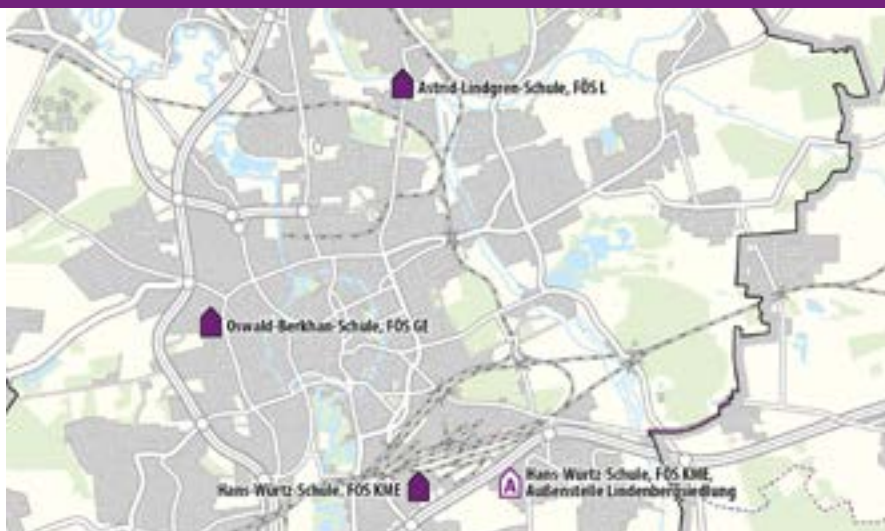 Astrid-Lindgren-Schule, FÖS L
Oswald-Berkhan-Schule, FÖS GE
Hans-Würtz-Schule, FÖS KME
A
Hans-Würtz-Schule, FÖS KME,
Außenstelle Lindenbergsiedlung